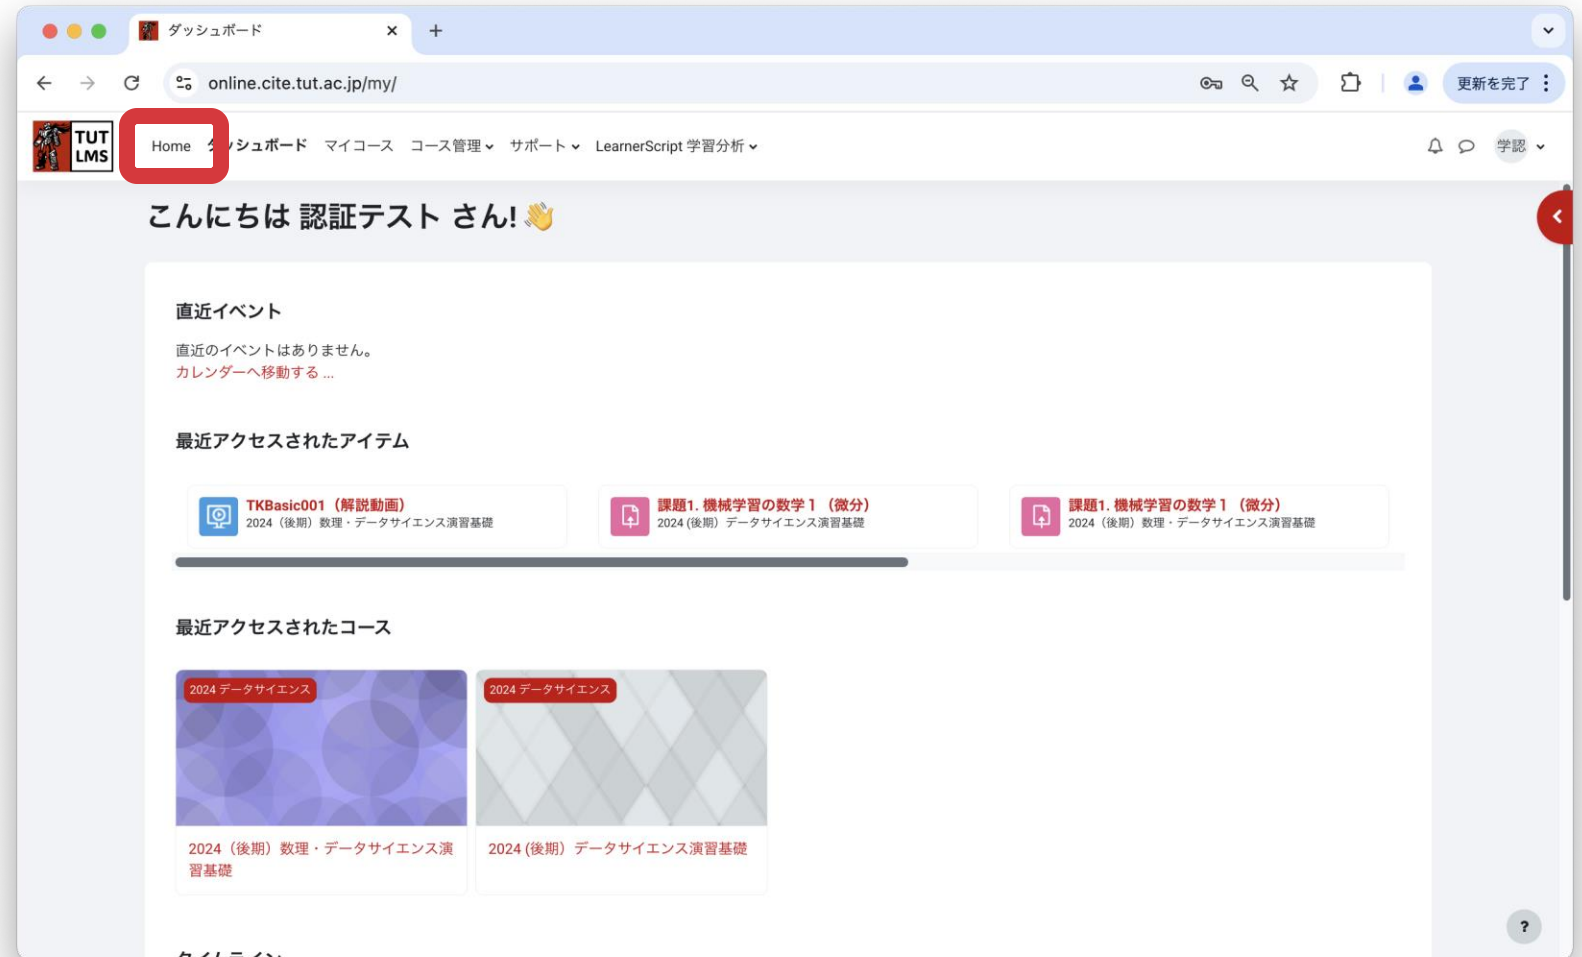 ダッシュボード
online.cite.tut.ac.jp/my/
更新を完了
TUT
LMS
Home ダッシュボード マイコース コース管理 サポート LearnerScript 学習分析
学認
こんにちは 認証テスト さん!👋
直近イベント
直近のイベントはありません。
カレンダーへ移動する ...
最近アクセスされたアイテム
TKBasic001（解説動画）
2024（後期）数理・データサイエンス演習基礎
課題1. 機械学習の数学１（微分）
2024 (後期）データサイエンス演習基礎
課題1. 機械学習の数学１（微分）
2024（後期）数理・データサイエンス演習基礎
最近アクセスされたコース
2024 データサイエンス
2024（後期）数理・データサイエンス演
習基礎
2024 データサイエンス
2024 (後期）データサイエンス演習基礎
?
タイムライン